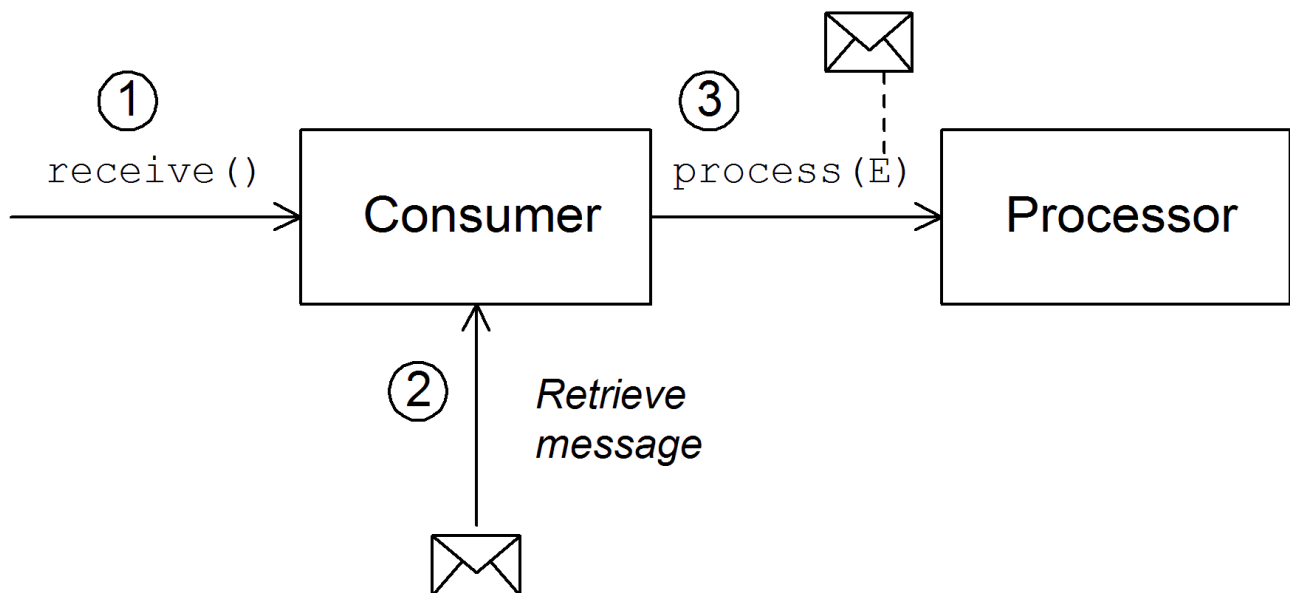 1
receive()
Consumer
2
Retrieve
message
3
process(E)
Processor